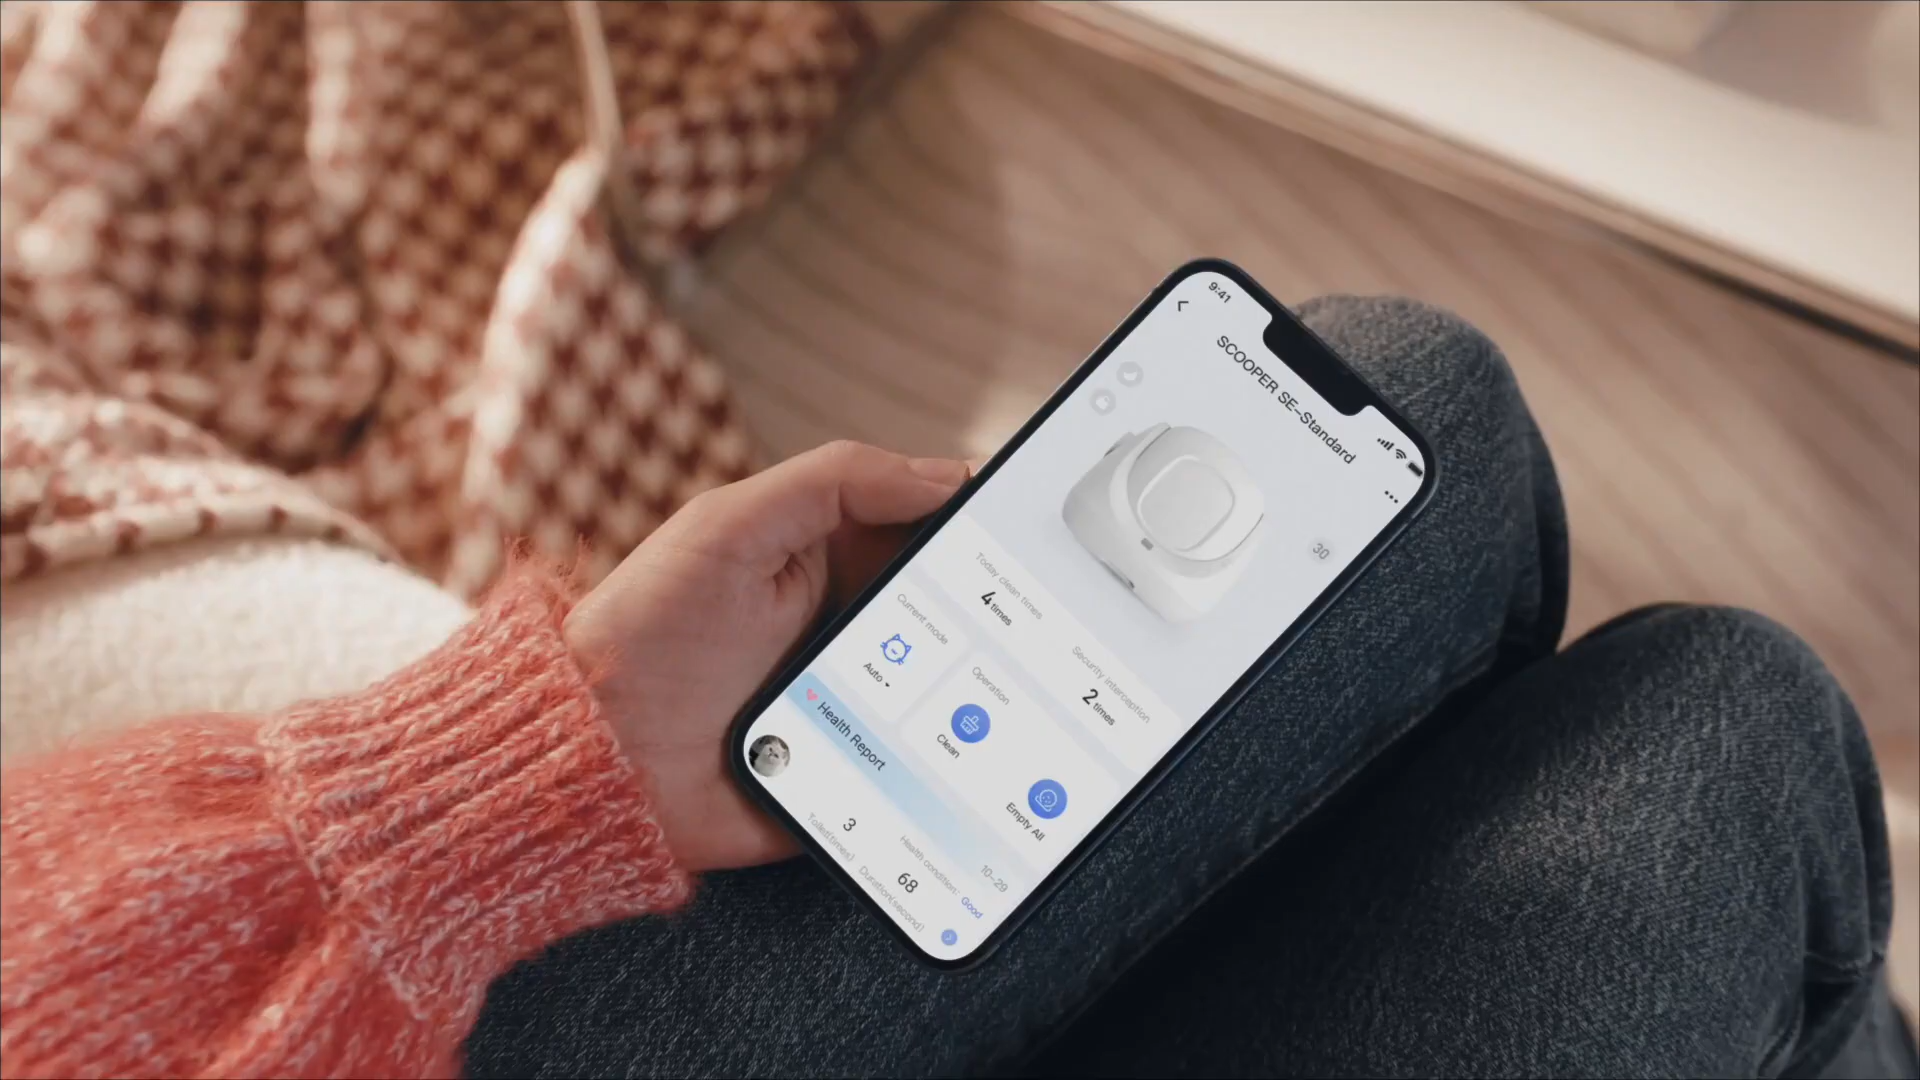 9:41
SCOOPER SE-Standard
30
Today clean times
4 times
Security interception
2 times
Current mode
Auto
Operation
Clean
Empty All
Health Report
10-29
Health condition: Good
3
Toilet(times)
68
Duration(second)